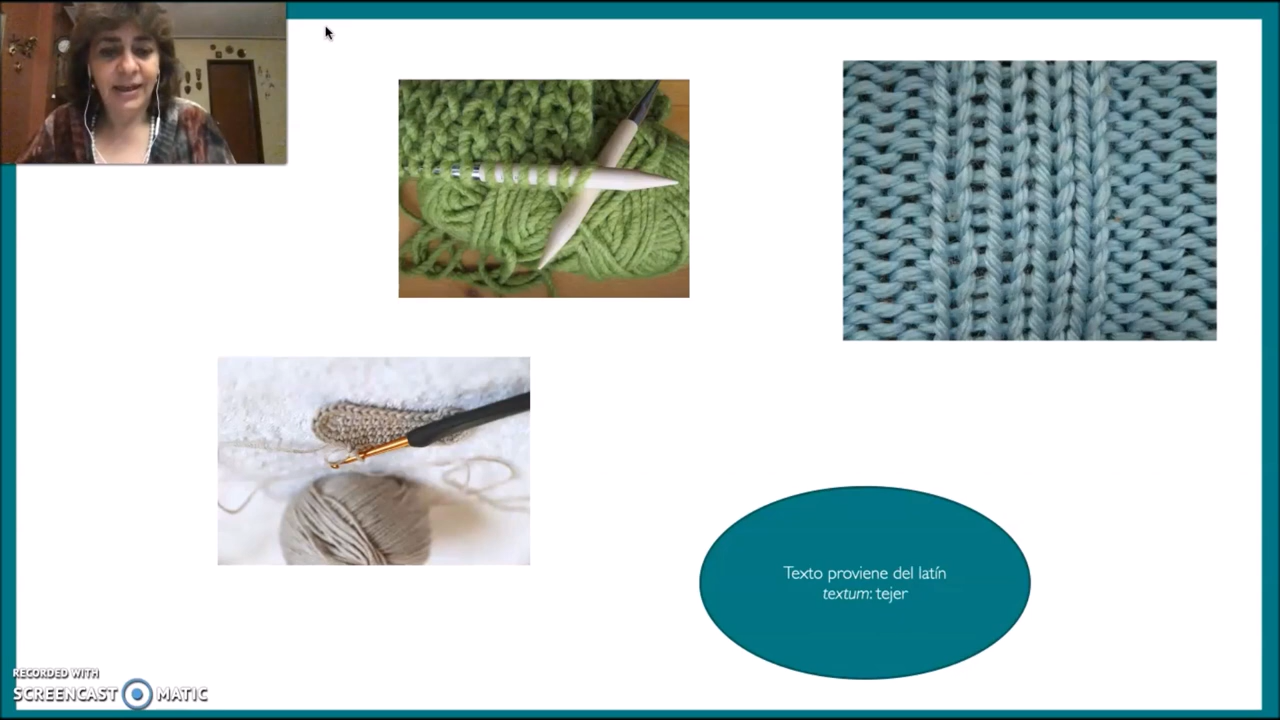 Texto proviene del latín
textum: tejer
RECORDED WITH
SCREENCAST MATIC